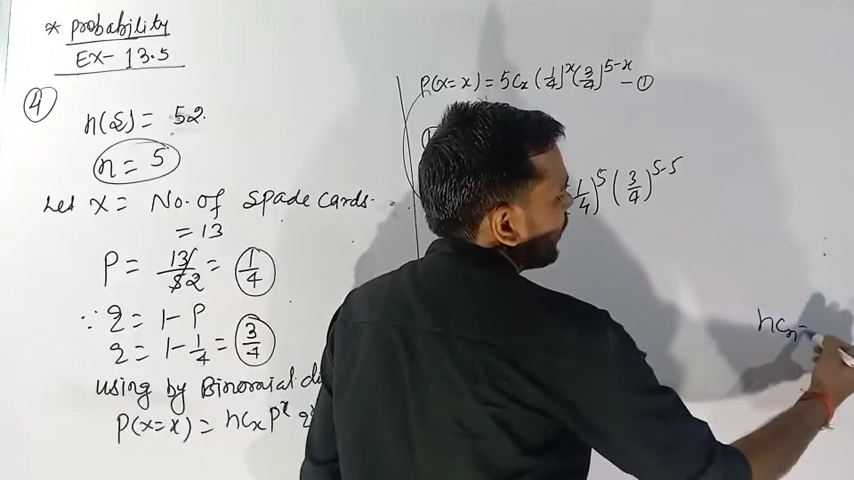 * probability
Ex- 13.5
4
n(S) = 52.
n = 5
Let x = No. of spade cards.
= 13
P = 13/52 = 1/4
∵ q = 1 - P
q = 1 - 1/4 = 3/4
using by Binomial
P(x=x) = nCx P^x
P(x=x) = 5Cx (1/4)^x (3/4)^5-x - ①
1/4)^5 (3/4)^5-5
nCn =